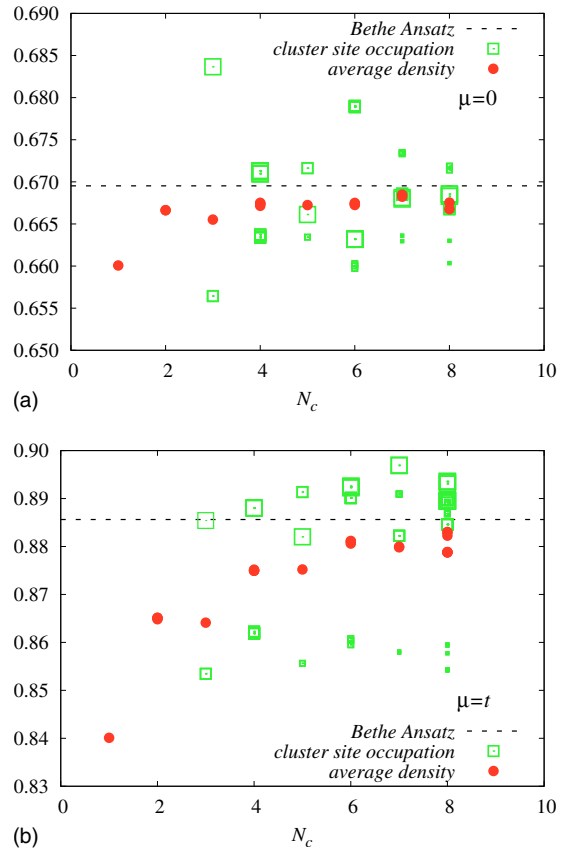 0.690
0.685
0.680
0.675
0.670
0.665
0.660
0.655
0.650
Bethe Ansatz
cluster site occupation
average density
μ=0
0 2 4 6 8 10
(a)
N_c
0.90
0.89
0.88
0.87
0.86
0.85
0.84
0.83
μ=t
Bethe Ansatz
cluster site occupation
average density
0 2 4 6 8 10
(b)
N_c